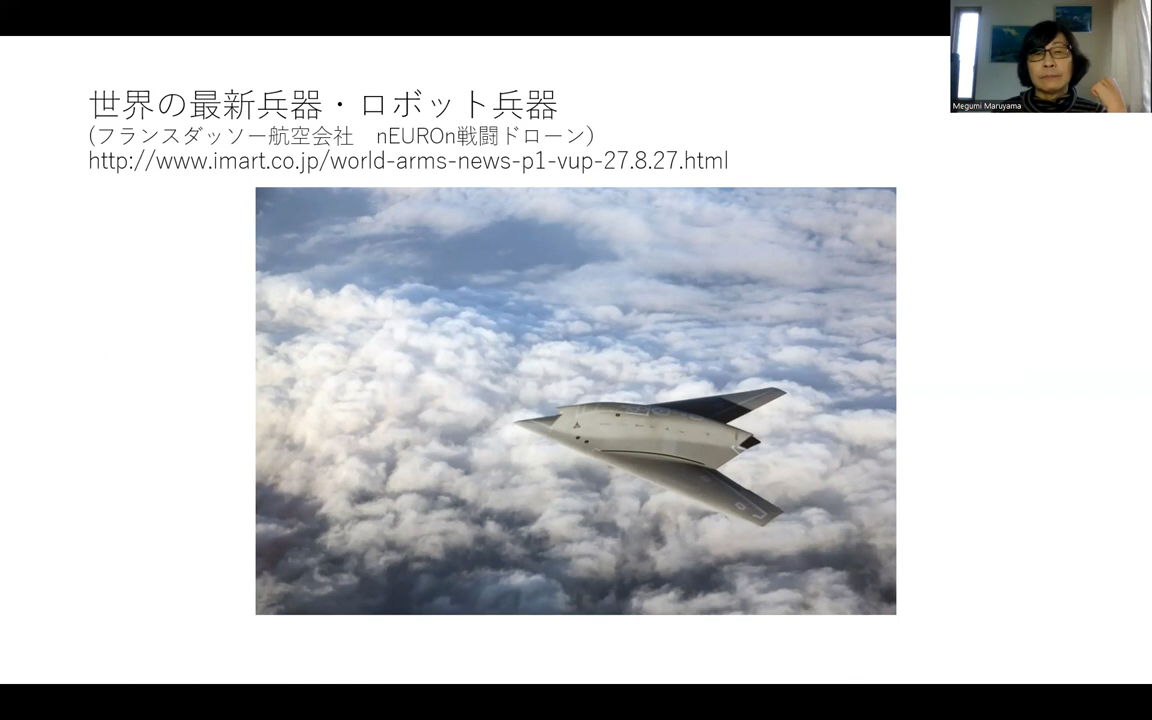 世界の最新兵器・ロボット兵器
(フランスダッソー航空会社　nEUROn戦闘ドローン)
http://www.imart.co.jp/world-arms-news-p1-vup-27.8.27.html
Megumi Maruyama